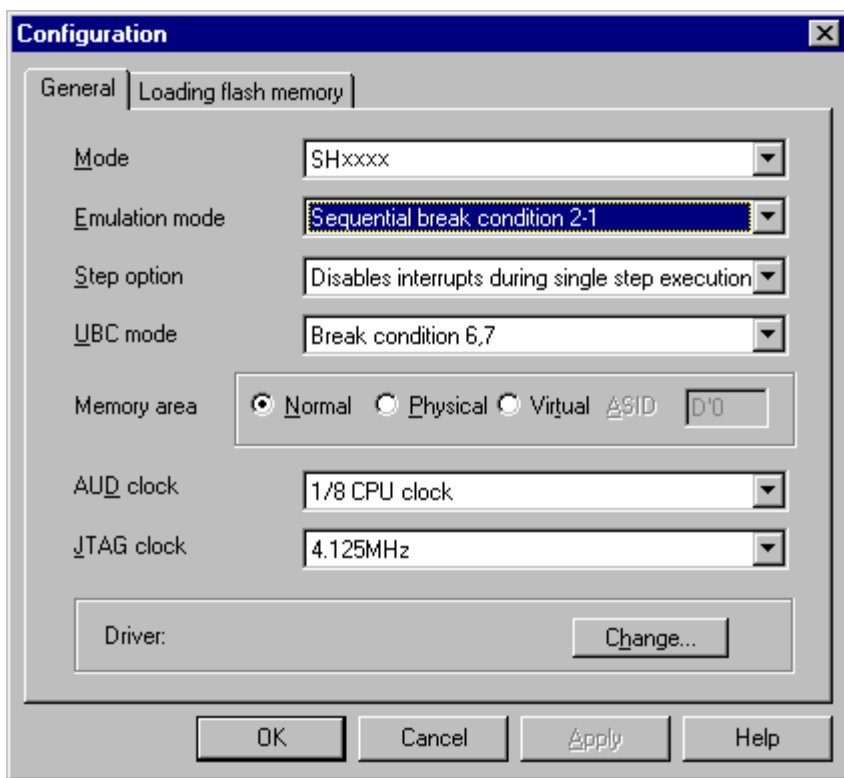 Configuration
General Loading flash memory
Mode SHxxxx
Emulation mode Sequential break condition 2-1
Step option Disables interrupts during single step execution
UBC mode Break condition 6,7
Memory area Normal Physical Virtual ASID D'0
AUD clock 1/8 CPU clock
JTAG clock 4.125MHz
Driver: Change...
OK Cancel Apply Help